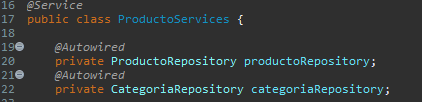 16 @Service
17 public class ProductoServices {
18
19 @Autowired
20 private ProductoRepository productoRepository;
21 @Autowired
22 private CategoriaRepository categoriaRepository;